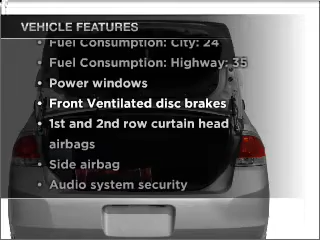 VEHICLE FEATURES
• Fuel Consumption: City: 24
• Fuel Consumption: Highway: 35
• Power windows
• Front Ventilated disc brakes
• 1st and 2nd row curtain head
airbags
• Side airbag
• Audio system security